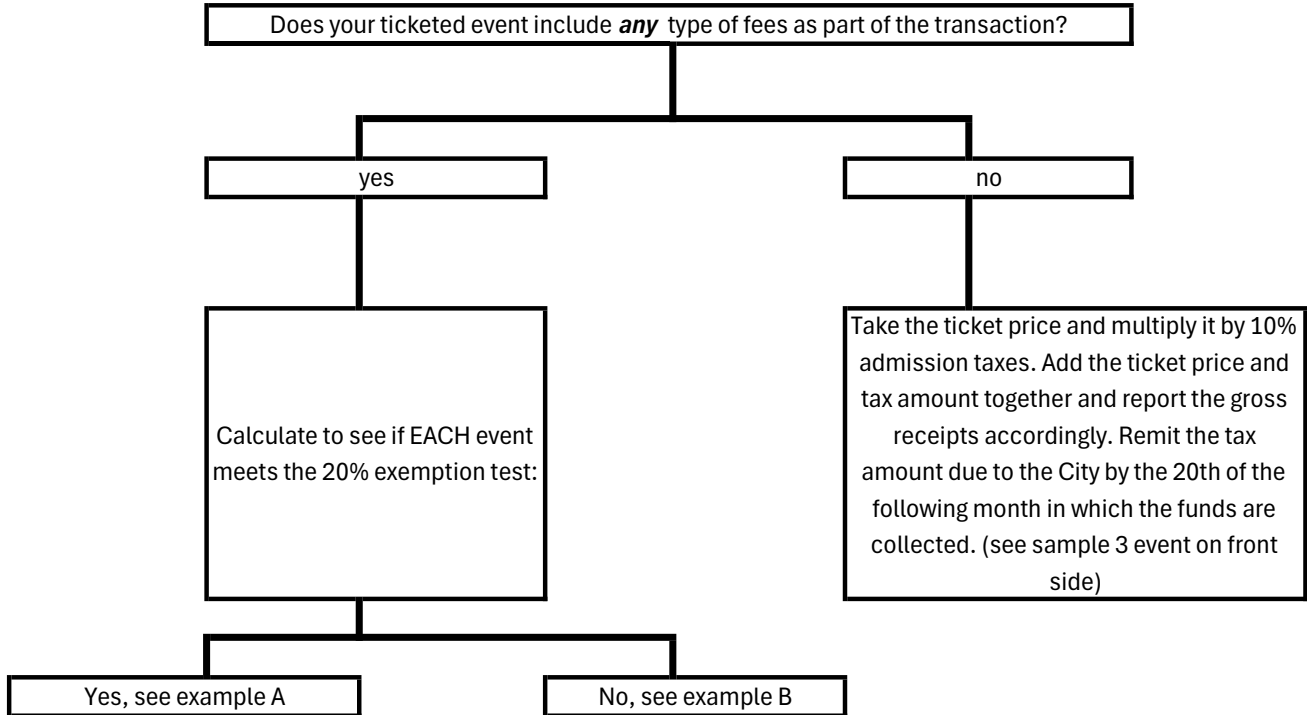 Does your ticketed event include any type of fees as part of the transaction?
yes
no
Calculate to see if EACH event
meets the 20% exemption test:
Take the ticket price and multiply it by 10%
admission taxes. Add the ticket price and
tax amount together and report the gross
receipts accordingly. Remit the tax
amount due to the City by the 20th of the
following month in which the funds are
collected. (see sample 3 event on front
side)
Yes, see example A
No, see example B